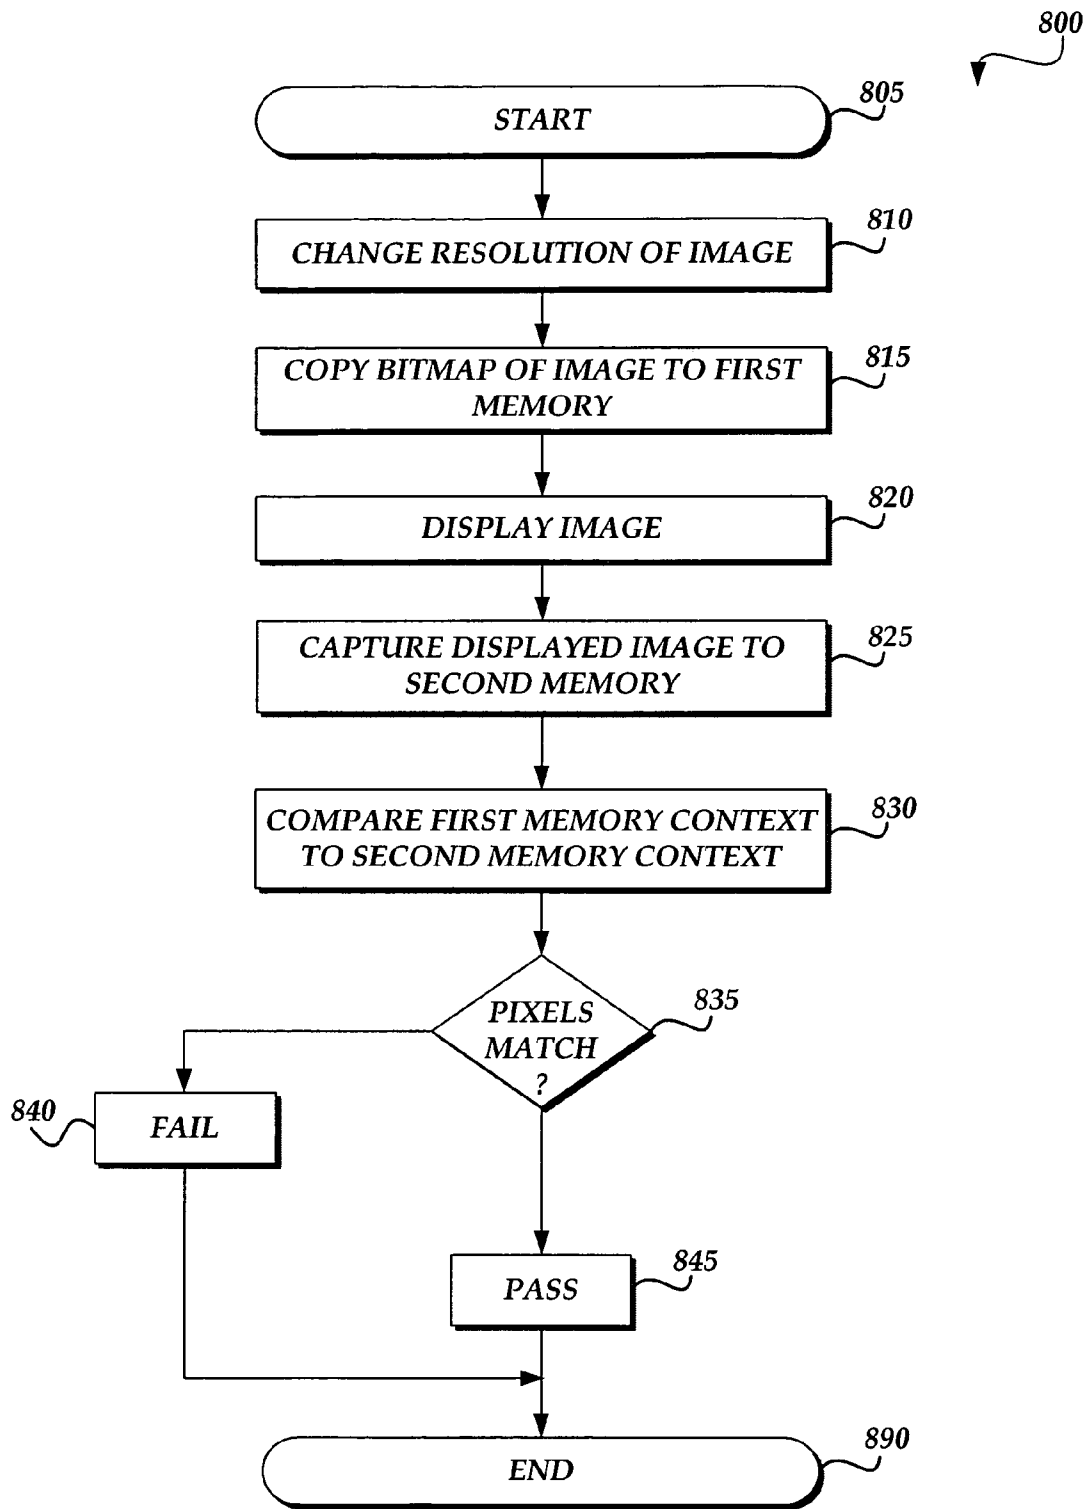 800
START
805
CHANGE RESOLUTION OF IMAGE
810
COPY BITMAP OF IMAGE TO FIRST
MEMORY
815
DISPLAY IMAGE
820
CAPTURE DISPLAYED IMAGE TO
SECOND MEMORY
825
COMPARE FIRST MEMORY CONTEXT
TO SECOND MEMORY CONTEXT
830
PIXELS
MATCH
?
835
840
FAIL
PASS
845
END
890